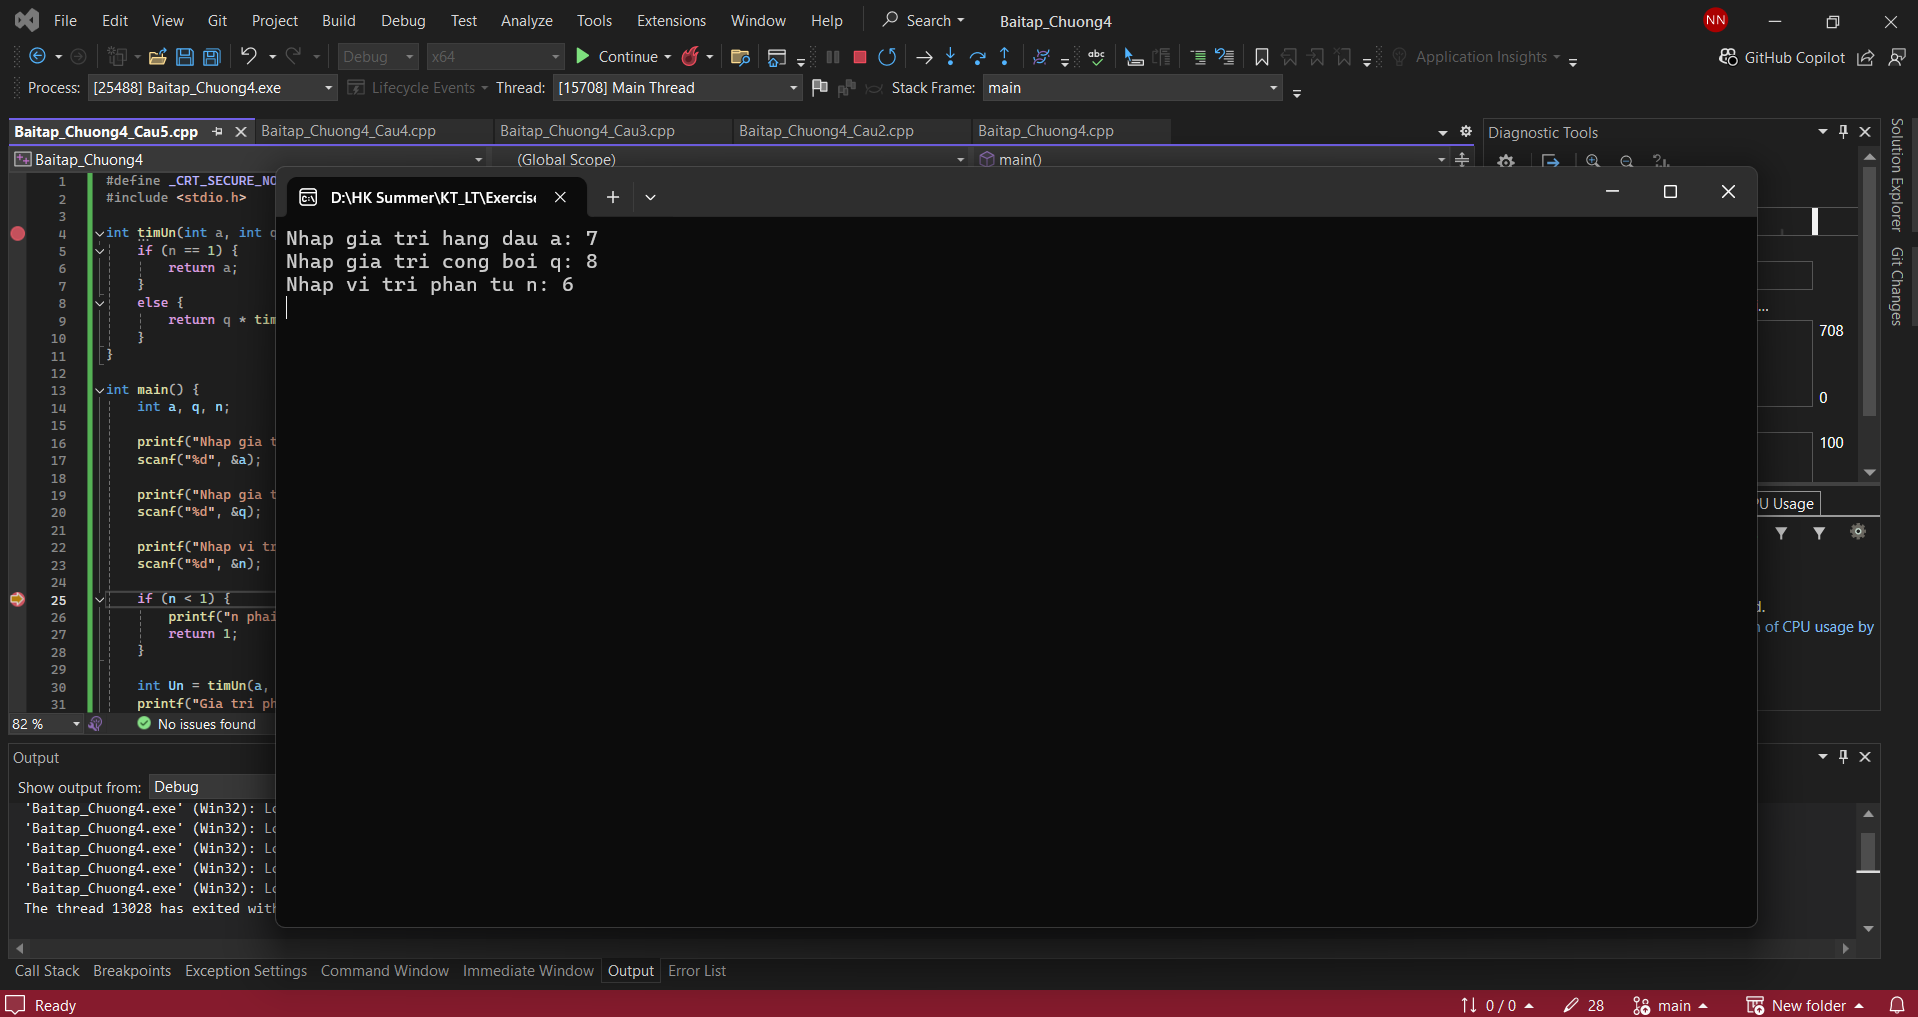 File Edit View Git Project Build Debug Test Analyze Tools Extensions Window Help Search Baitap_Chuong4 NN
Debug x64 Continue Application Insights GitHub Copilot
Process: [25488] Baitap_Chuong4.exe Lifecycle Events Thread: [15708] Main Thread Stack Frame: main
Baitap_Chuong4_Cau5.cpp Baitap_Chuong4_Cau4.cpp Baitap_Chuong4_Cau3.cpp Baitap_Chuong4_Cau2.cpp Baitap_Chuong4.cpp
Baitap_Chuong4 (Global Scope) main()
1 #define _CRT_SECURE_NO
2 #include <stdio.h>
3
4 int timUn(int a, int q
5 if (n == 1) {
6 return a;
7 }
8 else {
9 return q * tim
10 }
11 }
12
13 int main() {
14 int a, q, n;
15
16 printf("Nhap gia t
17 scanf("%d", &a);
18
19 printf("Nhap gia t
20 scanf("%d", &q);
21
22 printf("Nhap vi tr
23 scanf("%d", &n);
24
25 if (n < 1) {
26 printf("n phai
27 return 1;
28 }
29
30 int Un = timUn(a,
31 printf("Gia tri ph
82 % No issues found
D:\HK Summer\KT_LT\Exercise
Nhap gia tri hang dau a: 7
Nhap gia tri cong boi q: 8
Nhap vi tri phan tu n: 6
Diagnostic Tools
...
708
0
100
PU Usage
d.
n of CPU usage by
Solution Explorer
Git Changes
Output
Show output from: Debug
'Baitap_Chuong4.exe' (Win32): Lo
'Baitap_Chuong4.exe' (Win32): Lo
'Baitap_Chuong4.exe' (Win32): Lo
'Baitap_Chuong4.exe' (Win32): Lo
'Baitap_Chuong4.exe' (Win32): Lo
The thread 13028 has exited with
Call Stack Breakpoints Exception Settings Command Window Immediate Window Output Error List
Ready 0 / 0 28 main New folder